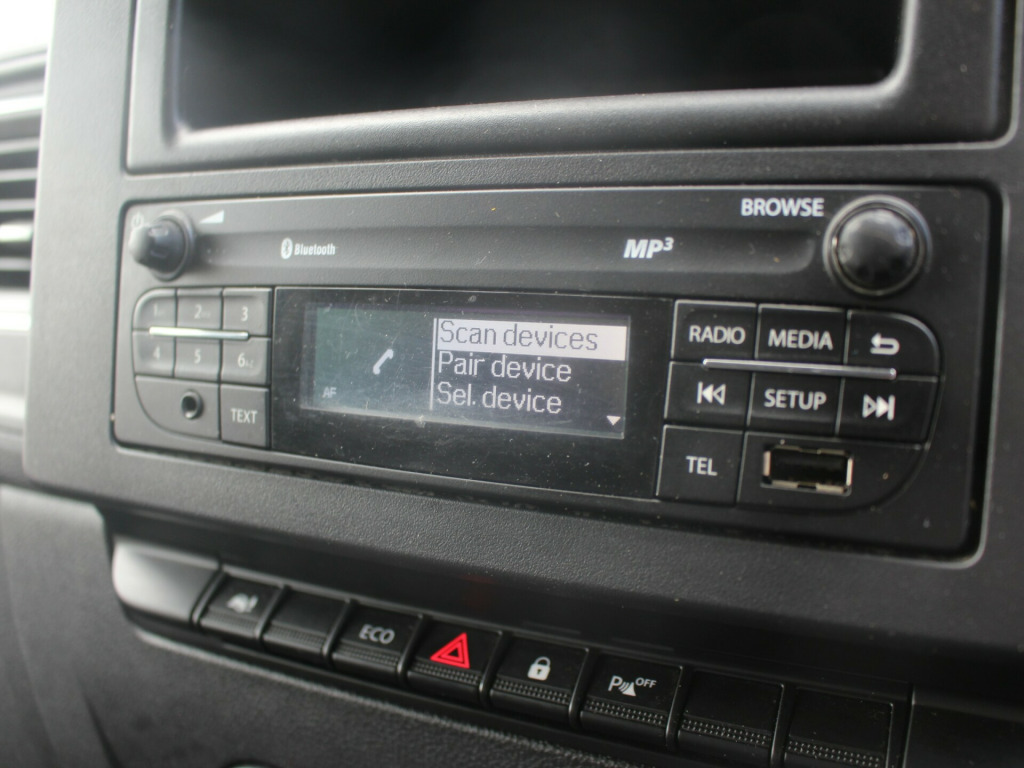 BROWSE
Bluetooth
MP3
1 2 3
4 5 6
TEXT
AF
Scan devices
Pair device
Sel. device
RADIO MEDIA
SETUP
TEL
ECO
P OFF